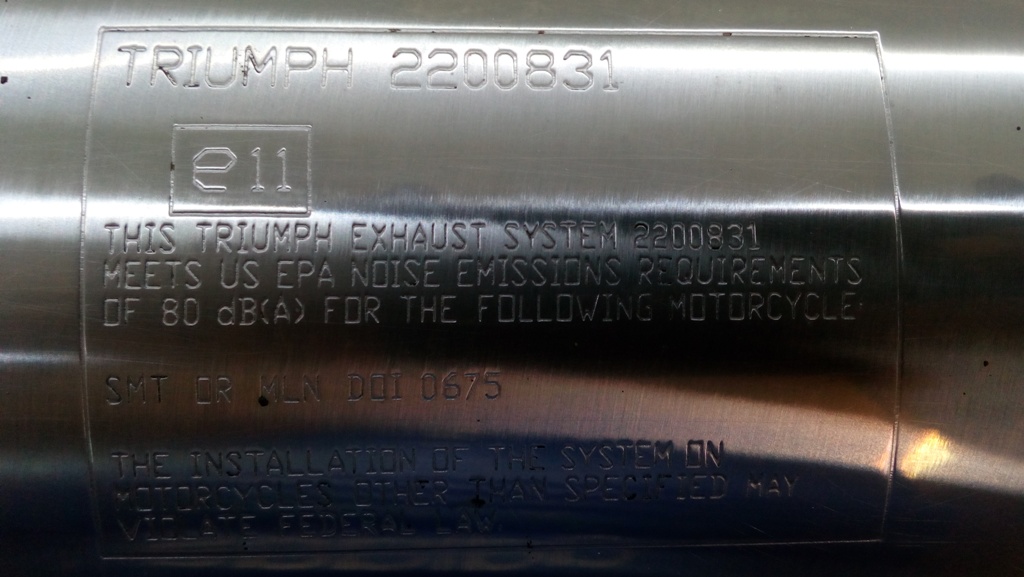 TRIUMPH 2200831
e11
THIS TRIUMPH EXHAUST SYSTEM 2200831
MEETS US EPA NOISE EMISSIONS REQUIREMENTS
OF 80 dB(A) FOR THE FOLLOWING MOTORCYCLE:
SMT OR MLN DOI 0675
THE INSTALLATION OF THE SYSTEM ON
MOTORCYCLES OTHER THAN SPECIFIED MAY
VIOLATE FEDERAL LAW.